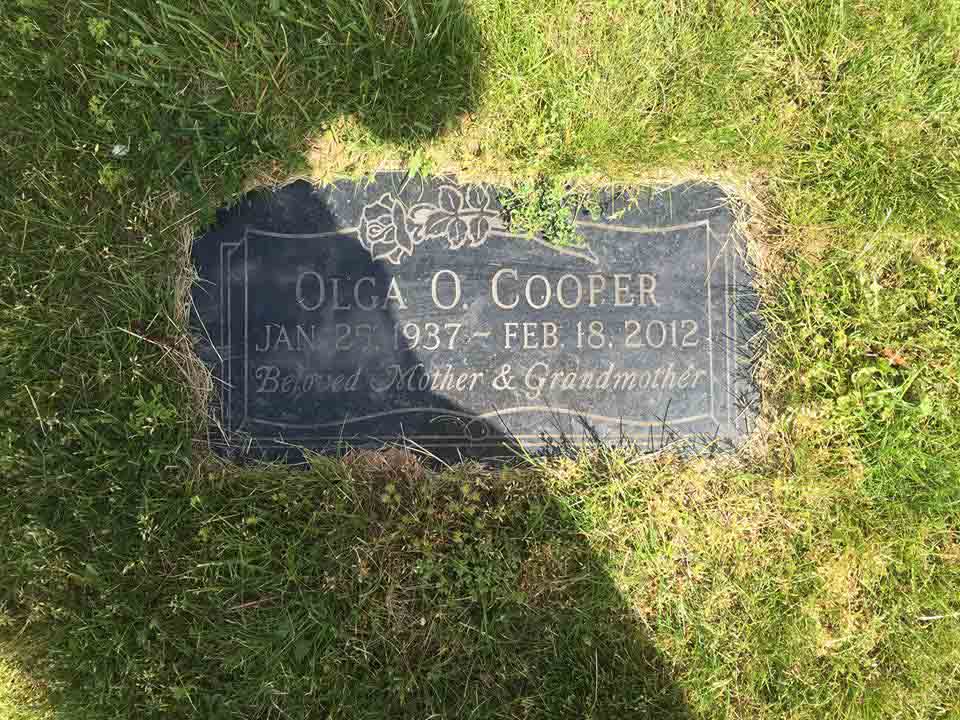 OLGA O. COOPER
JAN. 27, 1937 ~ FEB. 18, 2012
Beloved Mother & Grandmother